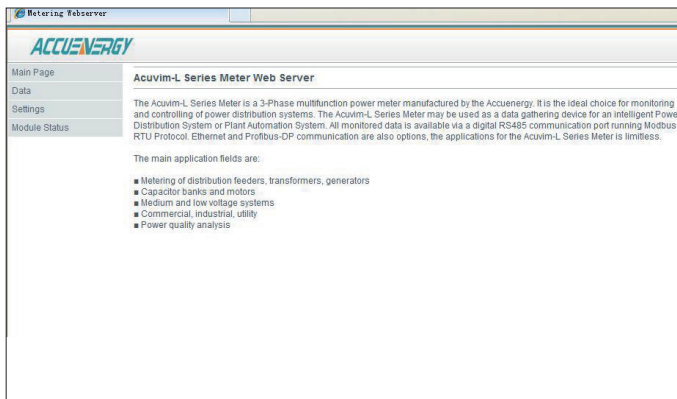 Metering Webserver
ACCUENERGY
Main Page
Data
Settings
Module Status
Acuvim-L Series Meter Web Server
The Acuvim-L Series Meter is a 3-Phase multifunction power meter manufactured by the Accuenergy. It is the ideal choice for monitoring
and controlling of power distribution systems. The Acuvim-L Series Meter may be used as a data gathering device for an intelligent Powe
Distribution System or Plant Automation System. All monitored data is available via a digital RS485 communication port running Modbus
RTU Protocol. Ethernet and Profibus-DP communication are also options, the applications for the Acuvim-L Series Meter is limitless.
The main application fields are:
■ Metering of distribution feeders, transformers, generators
■ Capacitor banks and motors
■ Medium and low voltage systems
■ Commercial, industrial, utility
■ Power quality analysis